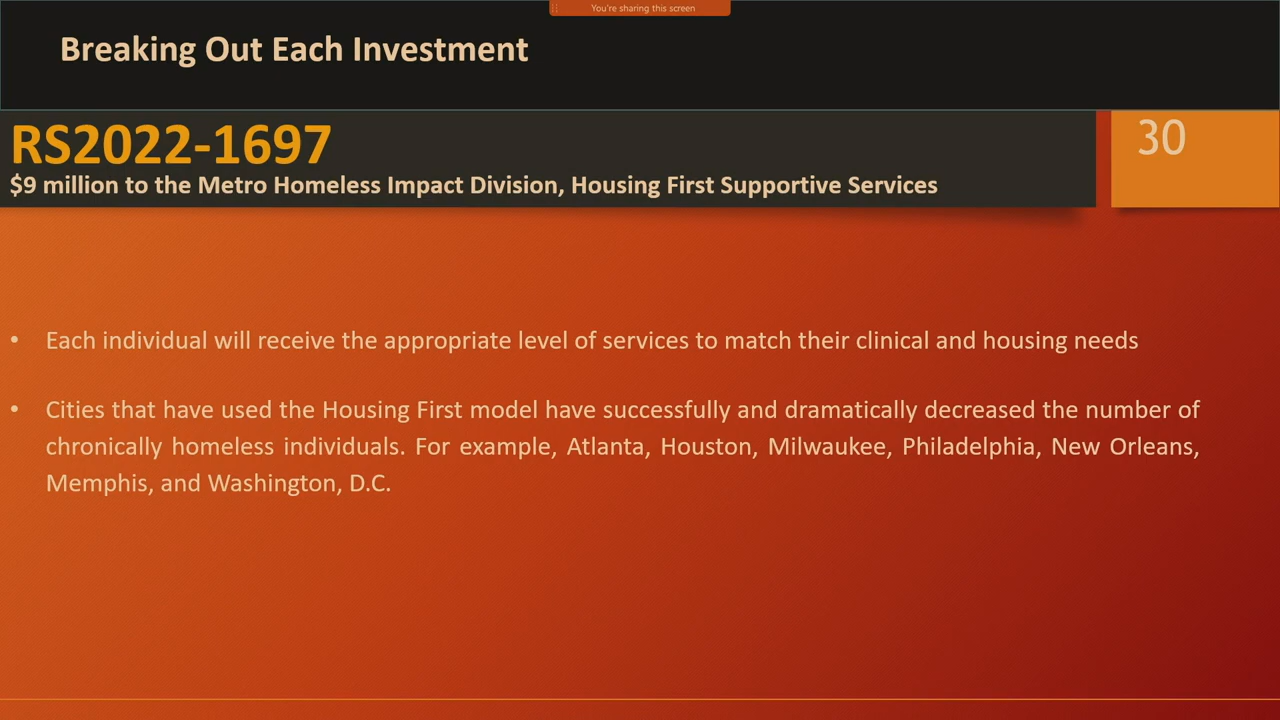 You're sharing this screen
Breaking Out Each Investment
RS2022-1697
30
$9 million to the Metro Homeless Impact Division, Housing First Supportive Services
• Each individual will receive the appropriate level of services to match their clinical and housing needs
• Cities that have used the Housing First model have successfully and dramatically decreased the number of
chronically homeless individuals. For example, Atlanta, Houston, Milwaukee, Philadelphia, New Orleans,
Memphis, and Washington, D.C.